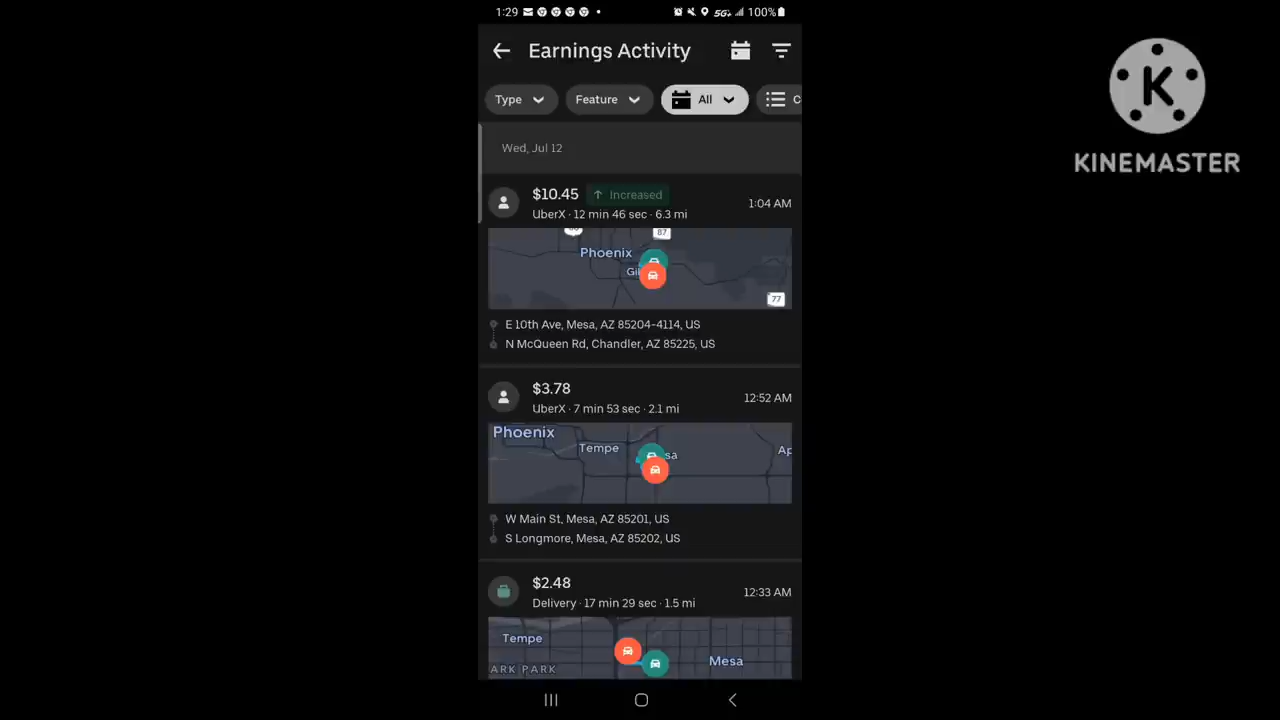 1:29 5G+ 100%
Earnings Activity
Type Feature All C
Wed, Jul 12
$10.45 Increased
UberX · 12 min 46 sec · 6.3 mi 1:04 AM
87
Phoenix
Gil
77
E 10th Ave, Mesa, AZ 85204-4114, US
N McQueen Rd, Chandler, AZ 85225, US
$3.78
UberX · 7 min 53 sec · 2.1 mi 12:52 AM
Phoenix
Tempe sa Ap
W Main St, Mesa, AZ 85201, US
S Longmore, Mesa, AZ 85202, US
$2.48
Delivery · 17 min 29 sec · 1.5 mi 12:33 AM
Tempe
Mesa
ARK PARK
K
KINEMASTER